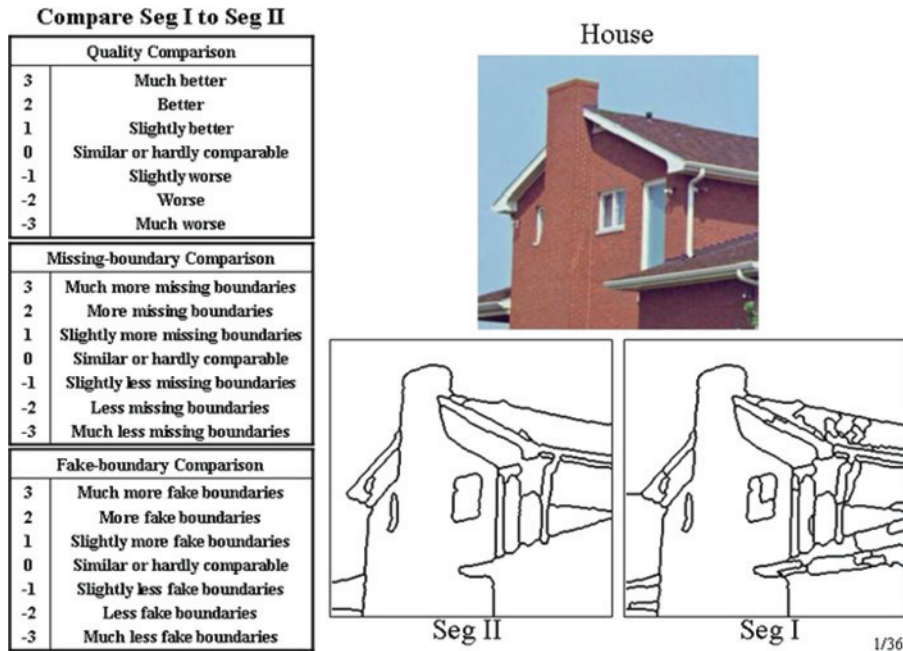 Compare Seg I to Seg II
Quality Comparison
3 Much better
2 Better
1 Slightly better
0 Similar or hardly comparable
-1 Slightly worse
-2 Worse
-3 Much worse
Missing-boundary Comparison
3 Much more missing boundaries
2 More missing boundaries
1 Slightly more missing boundaries
0 Similar or hardly comparable
-1 Slightly less missing boundaries
-2 Less missing boundaries
-3 Much less missing boundaries
Fake-boundary Comparison
3 Much more fake boundaries
2 More fake boundaries
1 Slightly more fake boundaries
0 Similar or hardly comparable
-1 Slightly less fake boundaries
-2 Less fake boundaries
-3 Much less fake boundaries
House
Seg II
Seg I
1/36